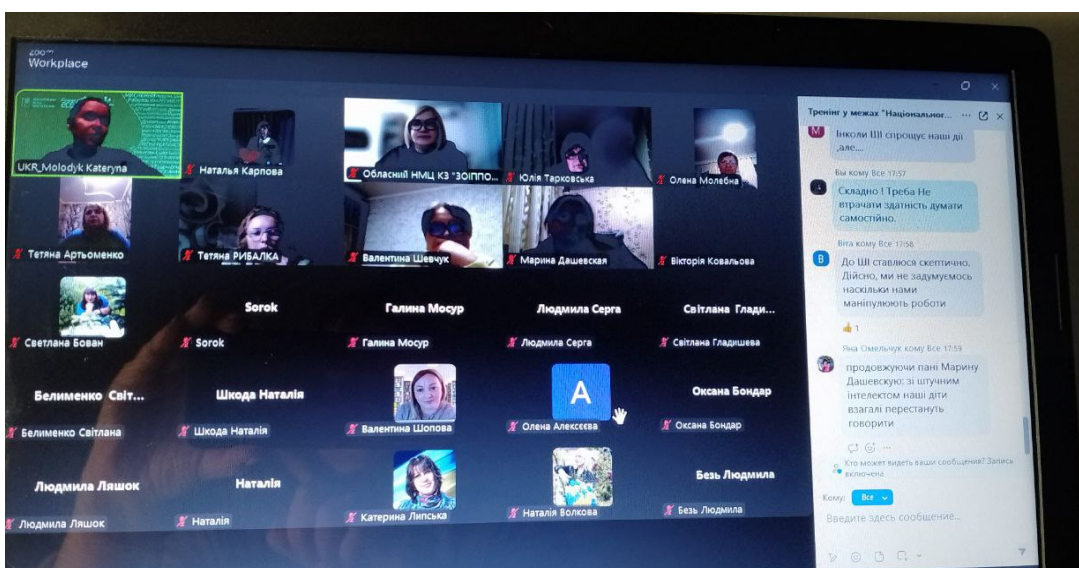 zoom
Workplace
UKR_Molodyk Kateryna
Наталья Карпова
Обласний НМЦ КЗ "ЗОІППО...
Юлія Тарковська
Олена Молебна
Тетяна Артьоменко
Тетяна РИБАЛКА
Валентина Шевчук
Марина Дашевская
Вікторія Ковальова
Светлана Бован
Sorok
Sorok
Галина Мосур
Галина Мосур
Людмила Серга
Людмила Серга
Світлана Глади...
Світлана Гладишева
Белименко Світ...
Белименко Світлана
Шкода Наталія
Шкода Наталія
Валентина Шопова
А
Олена Алексєєва
Оксана Бондар
Оксана Бондар
Людмила Ляшок
Людмила Ляшок
Наталія
Наталія
Катерина Липська
Наталія Волкова
Безь Людмила
Безь Людмила
Тренінг у межах "Національног... ...
М
Інколи ШІ спрощує наші дії
,але....
Вы кому Все 17:57
Складно ! Треба Не
втрачати здатність думати
самостійно.
Віта кому Все 17:58
В
До ШІ ставлюся скептично.
Дійсно, ми не задумуємось
наскільки нами
маніпулюють роботи
1
Яна Омельчук кому Все 17:59
продовжуючи пані Марину
Дашевскую: зі штучним
інтелектом наші діти
взагалі перестануть
говорити
Кто может видеть ваши сообщения? Запись
включена
Кому: Все
Введите здесь сообщение...